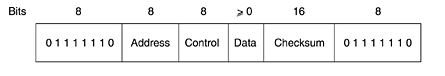 Bits 8 8 8 ⩾0 16 8
0 1 1 1 1 1 1 0 Address Control Data Checksum 0 1 1 1 1 1 1 0